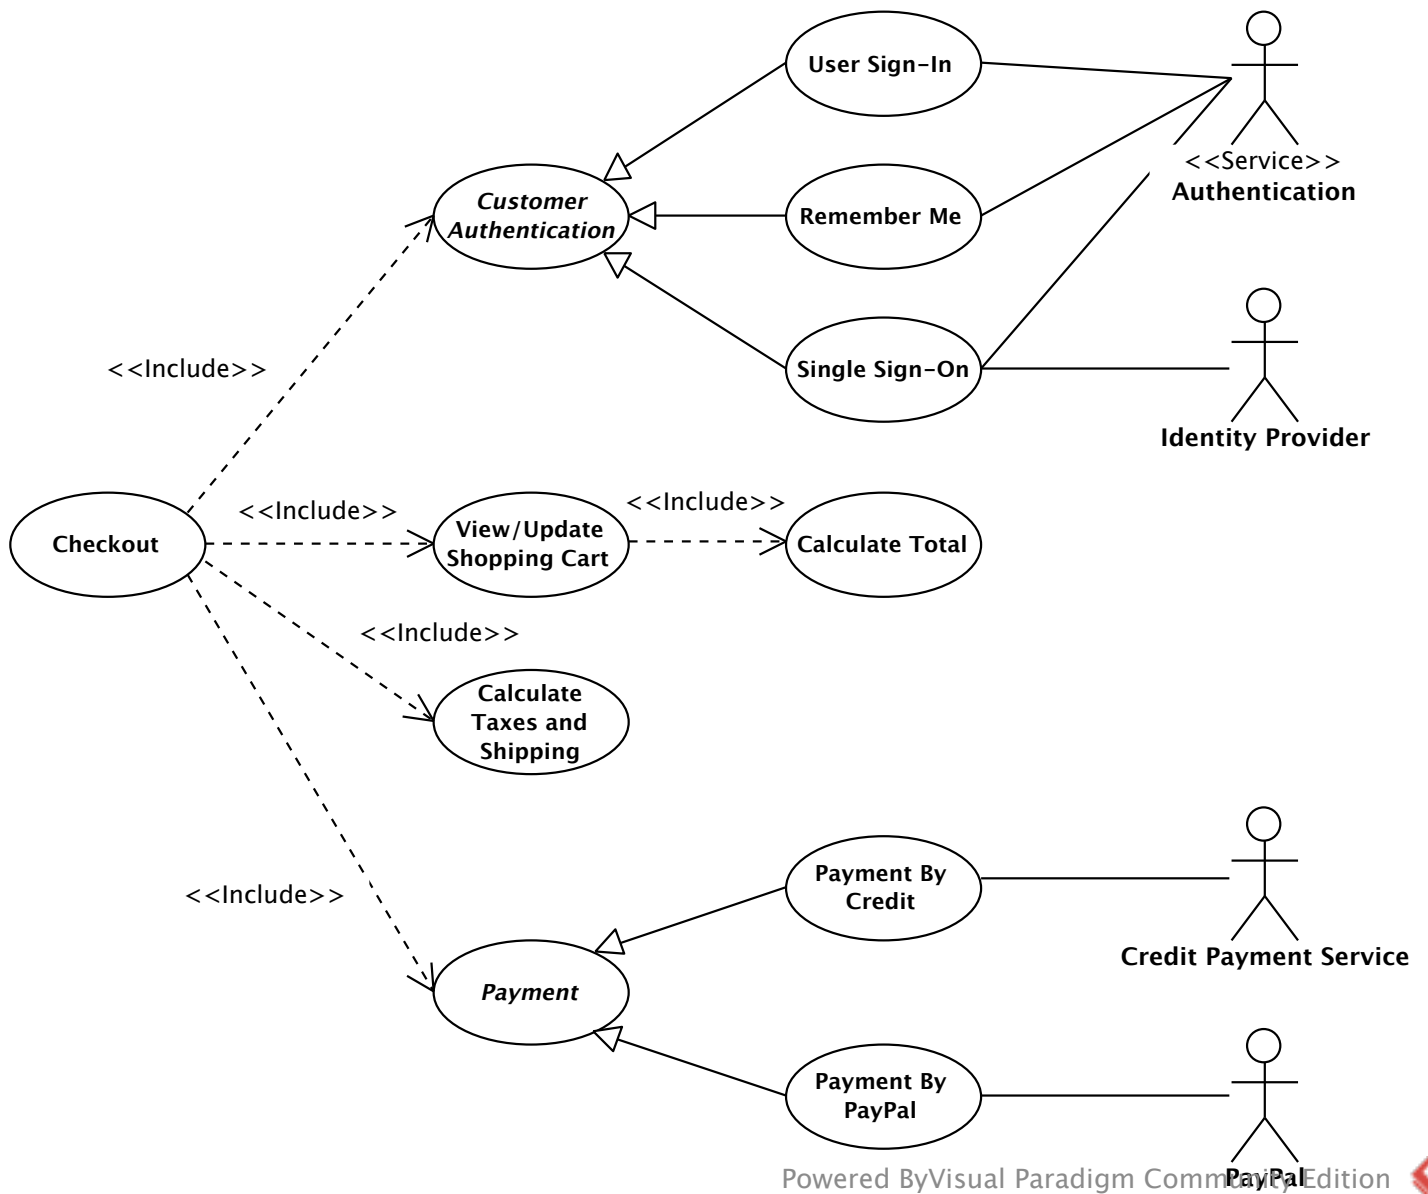 User Sign-In
<<Service>>
Authentication
Customer
Authentication
Remember Me
<<Include>>
Single Sign-On
Identity Provider
<<Include>>
<<Include>>
Checkout
View/Update
Shopping Cart
Calculate Total
<<Include>>
Calculate
Taxes and
Shipping
<<Include>>
Payment By
Credit
Credit Payment Service
Payment
Payment By
PayPal
PayPal
Powered ByVisual Paradigm Community Edition